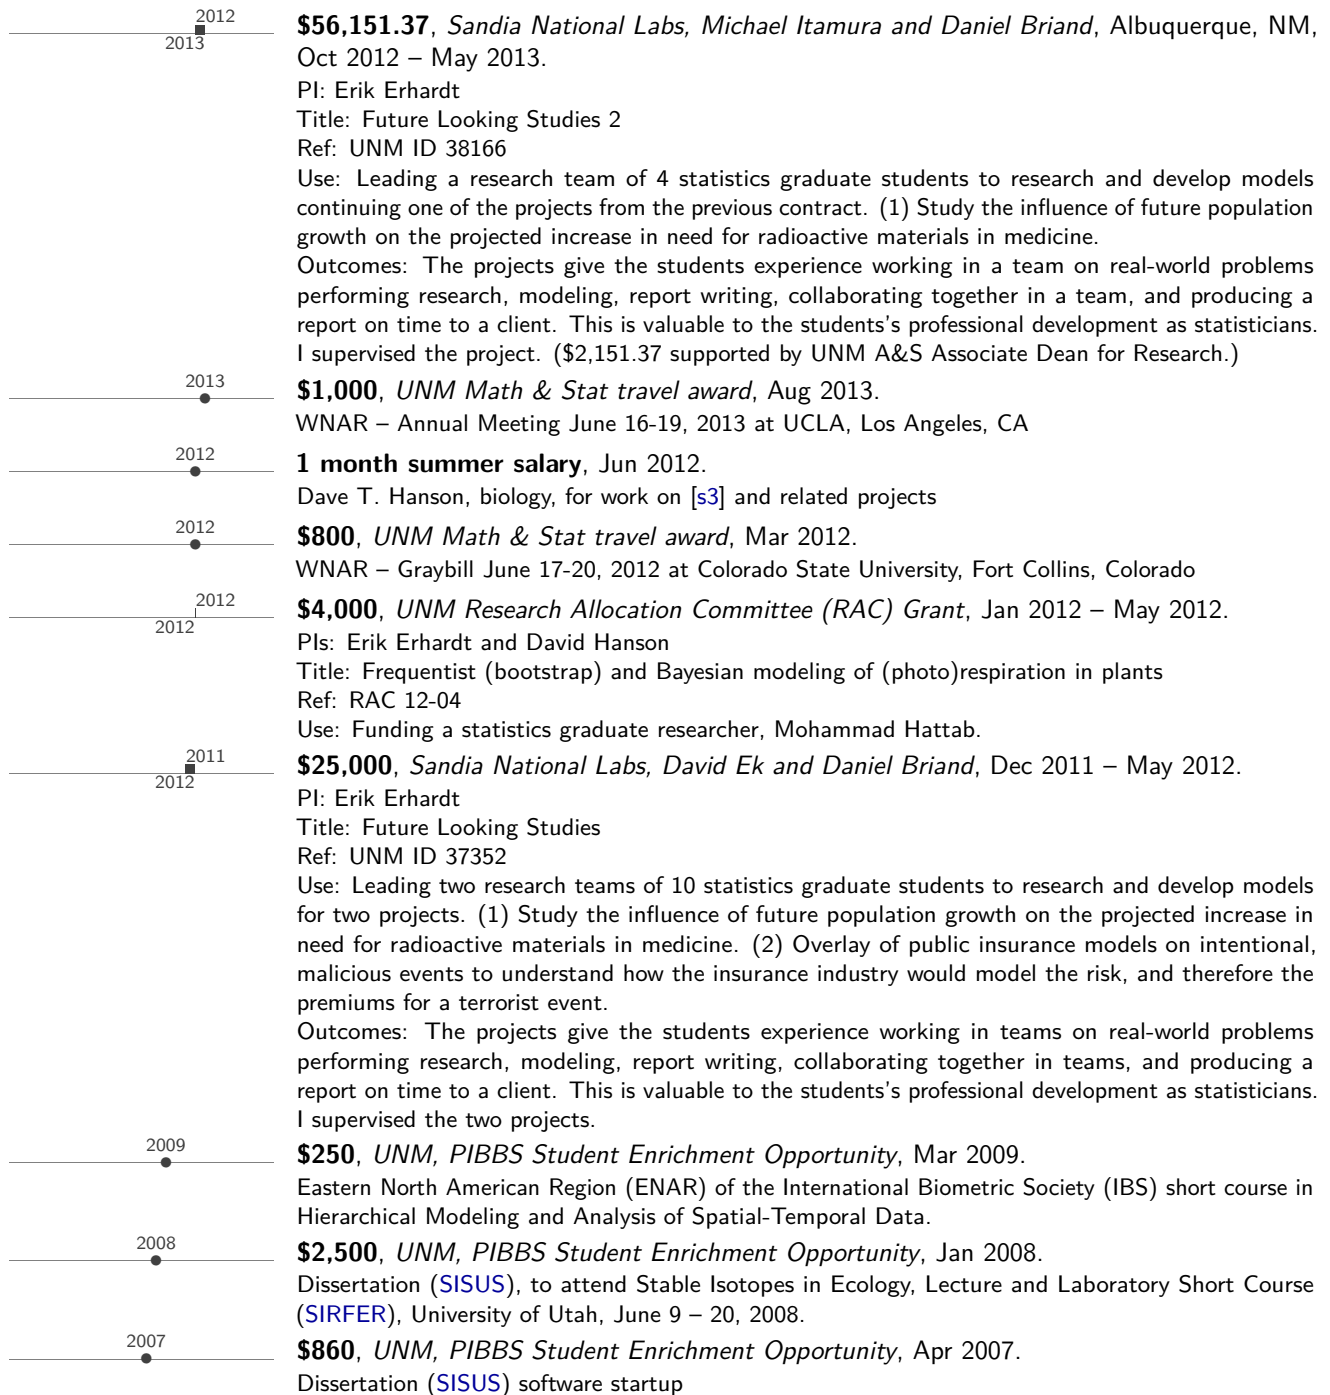 2012
2013
$56,151.37, Sandia National Labs, Michael Itamura and Daniel Briand, Albuquerque, NM,
Oct 2012 – May 2013.
PI: Erik Erhardt
Title: Future Looking Studies 2
Ref: UNM ID 38166
Use: Leading a research team of 4 statistics graduate students to research and develop models
continuing one of the projects from the previous contract. (1) Study the influence of future population
growth on the projected increase in need for radioactive materials in medicine.
Outcomes: The projects give the students experience working in a team on real-world problems
performing research, modeling, report writing, collaborating together in a team, and producing a
report on time to a client. This is valuable to the students's professional development as statisticians.
I supervised the project. ($2,151.37 supported by UNM A&S Associate Dean for Research.)
2013
$1,000, UNM Math & Stat travel award, Aug 2013.
WNAR – Annual Meeting June 16-19, 2013 at UCLA, Los Angeles, CA
2012
1 month summer salary, Jun 2012.
Dave T. Hanson, biology, for work on [s3] and related projects
2012
$800, UNM Math & Stat travel award, Mar 2012.
WNAR – Graybill June 17-20, 2012 at Colorado State University, Fort Collins, Colorado
2012
2012
$4,000, UNM Research Allocation Committee (RAC) Grant, Jan 2012 – May 2012.
PIs: Erik Erhardt and David Hanson
Title: Frequentist (bootstrap) and Bayesian modeling of (photo)respiration in plants
Ref: RAC 12-04
Use: Funding a statistics graduate researcher, Mohammad Hattab.
2011
2012
$25,000, Sandia National Labs, David Ek and Daniel Briand, Dec 2011 – May 2012.
PI: Erik Erhardt
Title: Future Looking Studies
Ref: UNM ID 37352
Use: Leading two research teams of 10 statistics graduate students to research and develop models
for two projects. (1) Study the influence of future population growth on the projected increase in
need for radioactive materials in medicine. (2) Overlay of public insurance models on intentional,
malicious events to understand how the insurance industry would model the risk, and therefore the
premiums for a terrorist event.
Outcomes: The projects give the students experience working in teams on real-world problems
performing research, modeling, report writing, collaborating together in teams, and producing a
report on time to a client. This is valuable to the students's professional development as statisticians.
I supervised the two projects.
2009
$250, UNM, PIBBS Student Enrichment Opportunity, Mar 2009.
Eastern North American Region (ENAR) of the International Biometric Society (IBS) short course in
Hierarchical Modeling and Analysis of Spatial-Temporal Data.
2008
$2,500, UNM, PIBBS Student Enrichment Opportunity, Jan 2008.
Dissertation (SISUS), to attend Stable Isotopes in Ecology, Lecture and Laboratory Short Course
(SIRFER), University of Utah, June 9 – 20, 2008.
2007
$860, UNM, PIBBS Student Enrichment Opportunity, Apr 2007.
Dissertation (SISUS) software startup